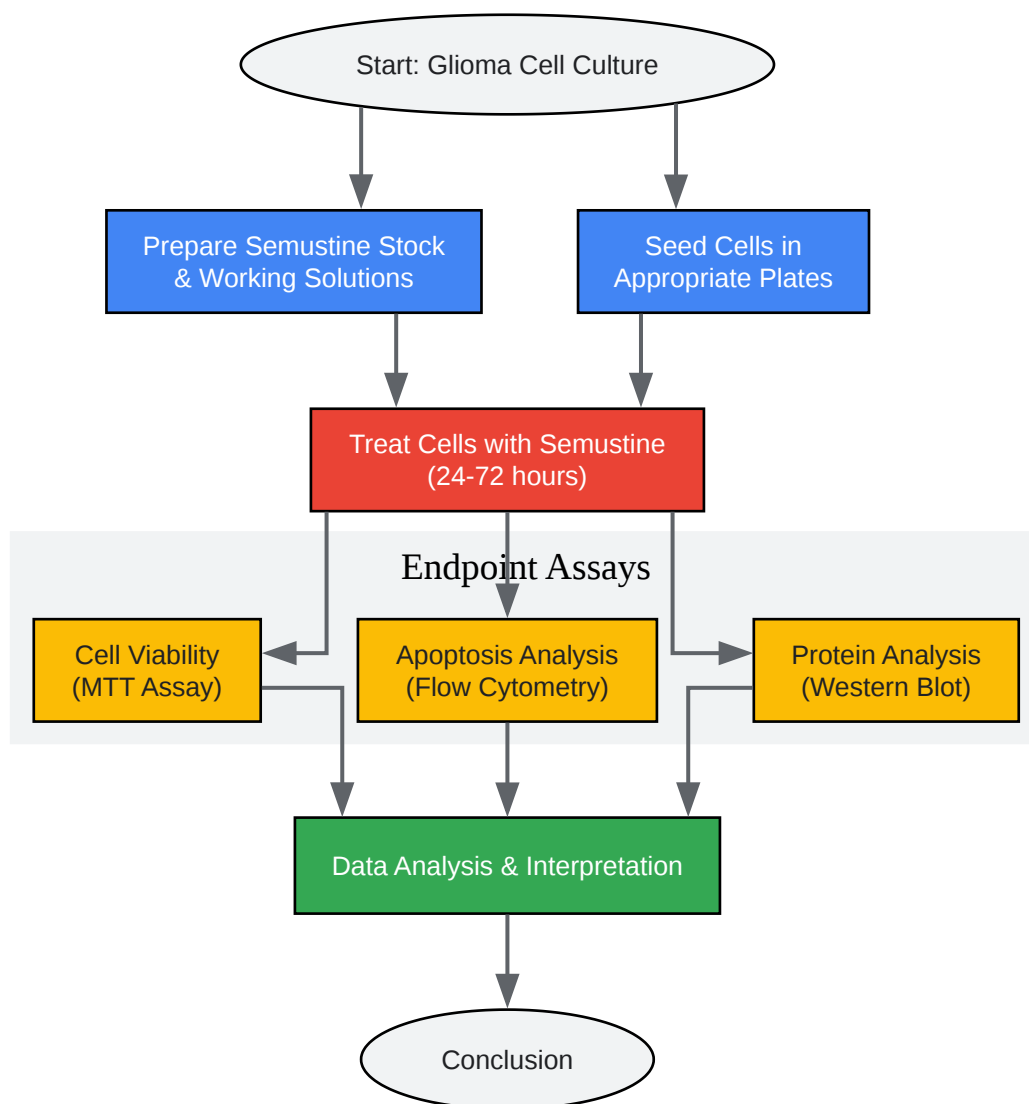 Start: Glioma Cell Culture
Prepare Semustine Stock
& Working Solutions
Seed Cells in
Appropriate Plates
Treat Cells with Semustine
(24-72 hours)
Endpoint Assays
Cell Viability
(MTT Assay)
Apoptosis Analysis
(Flow Cytometry)
Protein Analysis
(Western Blot)
Data Analysis & Interpretation
Conclusion